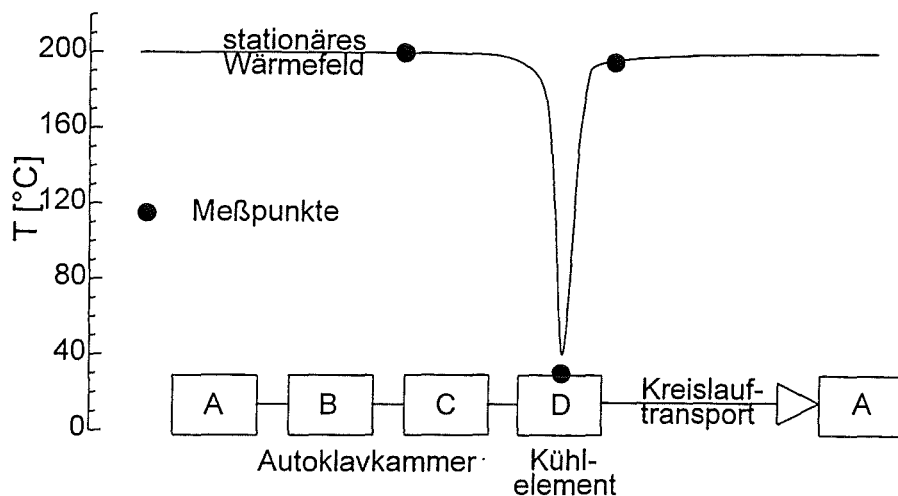 T [°C]
200
160
120
80
40
0
stationäres
Wärmefeld
Meßpunkte
A
B
C
D
Kreislauf-
transport
A
Autoklavkammer
Kühl-
element